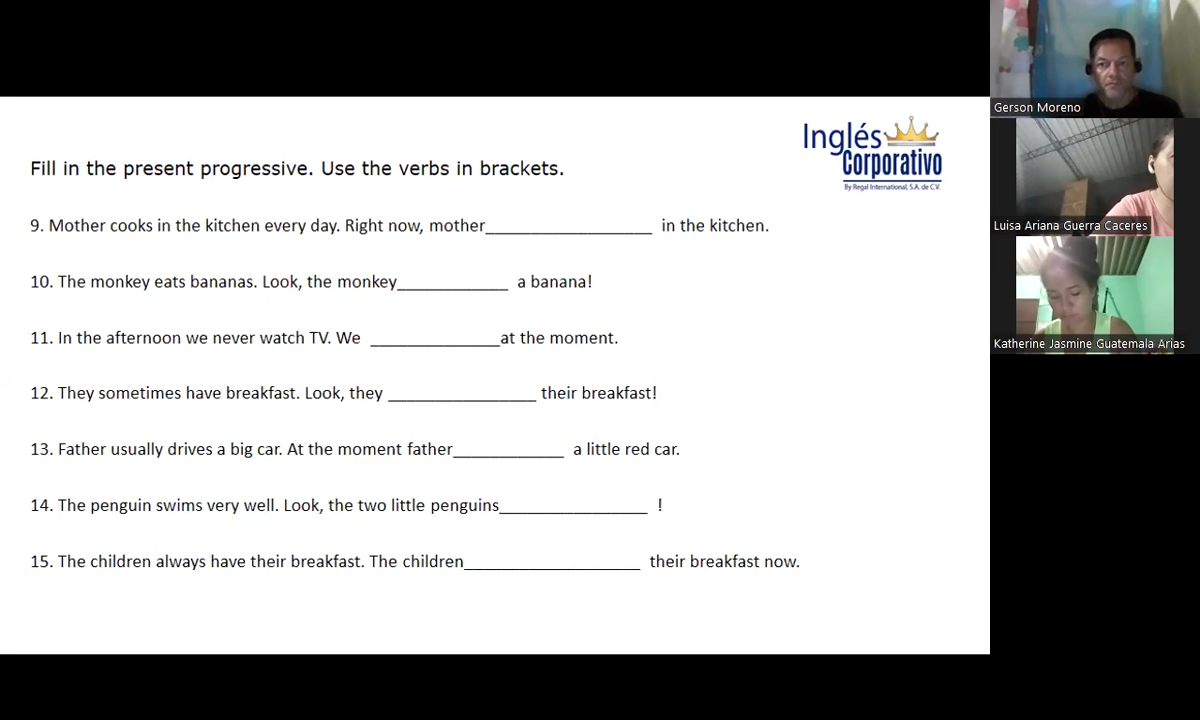 Inglés
Corporativo
By Regal International, S.A. de C.V.
Fill in the present progressive. Use the verbs in brackets.
9. Mother cooks in the kitchen every day. Right now, mother__________________ in the kitchen.
10. The monkey eats bananas. Look, the monkey____________ a banana!
11. In the afternoon we never watch TV. We ______________at the moment.
12. They sometimes have breakfast. Look, they ________________ their breakfast!
13. Father usually drives a big car. At the moment father____________ a little red car.
14. The penguin swims very well. Look, the two little penguins________________ !
15. The children always have their breakfast. The children___________________ their breakfast now.
Gerson Moreno
Luisa Ariana Guerra Caceres
Katherine Jasmine Guatemala Arias